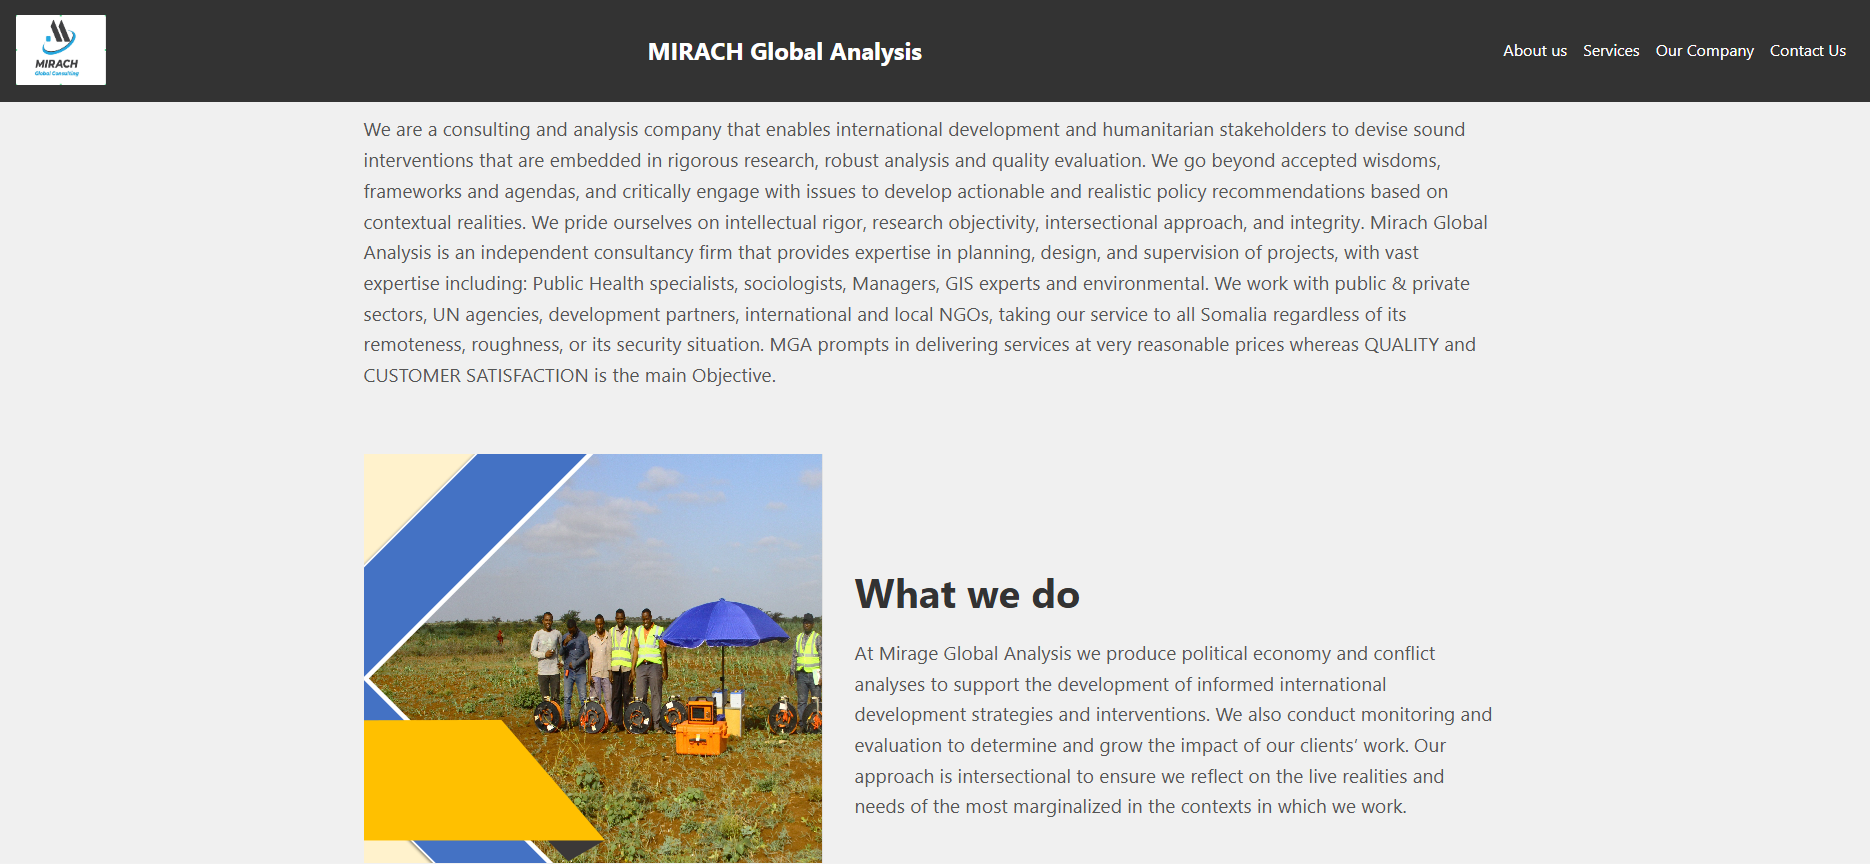 MIRACH
Global Consulting
MIRACH Global Analysis
About us Services Our Company Contact Us
We are a consulting and analysis company that enables international development and humanitarian stakeholders to devise sound
interventions that are embedded in rigorous research, robust analysis and quality evaluation. We go beyond accepted wisdoms,
frameworks and agendas, and critically engage with issues to develop actionable and realistic policy recommendations based on
contextual realities. We pride ourselves on intellectual rigor, research objectivity, intersectional approach, and integrity. Mirach Global
Analysis is an independent consultancy firm that provides expertise in planning, design, and supervision of projects, with vast
expertise including: Public Health specialists, sociologists, Managers, GIS experts and environmental. We work with public & private
sectors, UN agencies, development partners, international and local NGOs, taking our service to all Somalia regardless of its
remoteness, roughness, or its security situation. MGA prompts in delivering services at very reasonable prices whereas QUALITY and
CUSTOMER SATISFACTION is the main Objective.
What we do
At Mirage Global Analysis we produce political economy and conflict
analyses to support the development of informed international
development strategies and interventions. We also conduct monitoring and
evaluation to determine and grow the impact of our clients’ work. Our
approach is intersectional to ensure we reflect on the live realities and
needs of the most marginalized in the contexts in which we work.